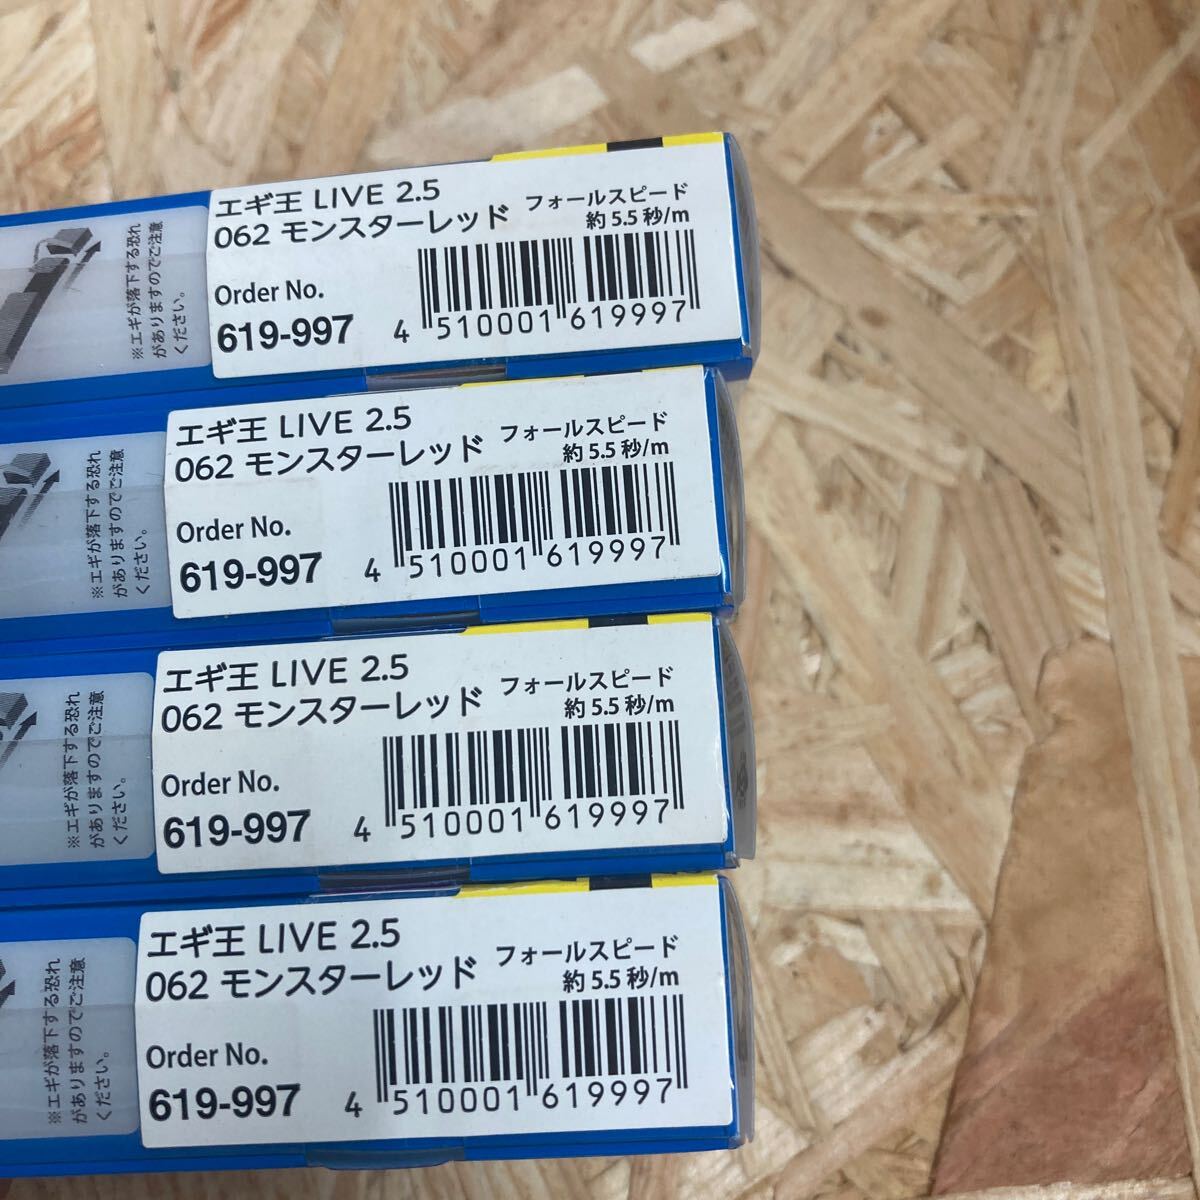 エギ王 LIVE 2.5
062 モンスターレッド
フォールスピード
約 5.5 秒/m
Order No.
619-997
4 510001 619997
※エギが落下する恐れ
がありますのでご注意
ください。
エギ王 LIVE 2.5
062 モンスターレッド
フォールスピード
約 5.5 秒/m
Order No.
619-997
4 510001 619997
※エギが落下する恐れ
がありますのでご注意
ください。
エギ王 LIVE 2.5
062 モンスターレッド
フォールスピード
約 5.5 秒/m
Order No.
619-997
4 510001 619997
※エギが落下する恐れ
がありますのでご注意
ください。
エギ王 LIVE 2.5
062 モンスターレッド
フォールスピード
約 5.5 秒/m
Order No.
619-997
4 510001 619997
※エギが落下する恐れ
がありますのでご注意
ください。